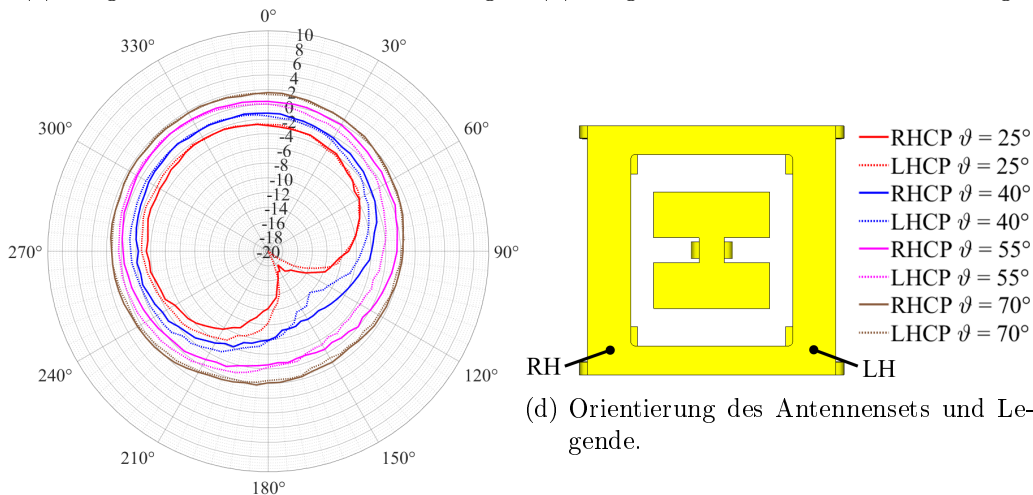 0°
30°
60°
90°
120°
150°
180°
210°
240°
270°
300°
330°
10
8
6
4
2
0
-2
-4
-6
-8
-10
-12
-14
-16
-18
-20
RH
LH
RHCP ϑ = 25°
LHCP ϑ = 25°
RHCP ϑ = 40°
LHCP ϑ = 40°
RHCP ϑ = 55°
LHCP ϑ = 55°
RHCP ϑ = 70°
LHCP ϑ = 70°
(d) Orientierung des Antennensets und Le-
gende.